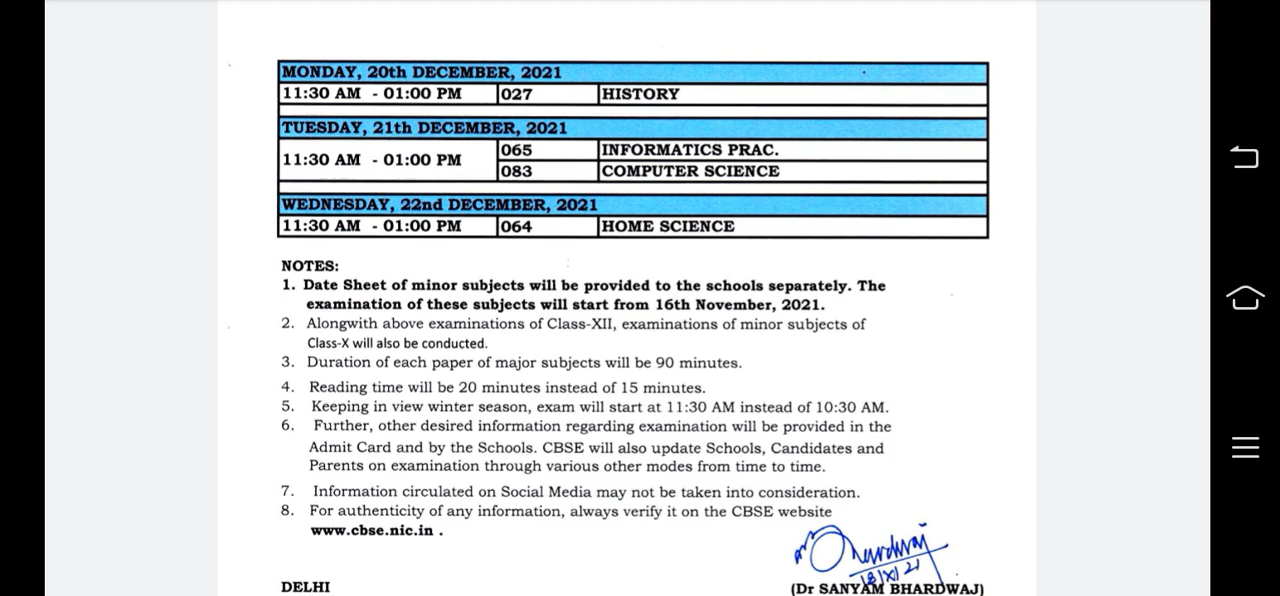 MONDAY, 20th DECEMBER, 2021
11:30 AM - 01:00 PM 027 HISTORY
TUESDAY, 21th DECEMBER, 2021
11:30 AM - 01:00 PM
065 INFORMATICS PRAC.
083 COMPUTER SCIENCE
WEDNESDAY, 22nd DECEMBER, 2021
11:30 AM - 01:00 PM 064 HOME SCIENCE
NOTES:
1. Date Sheet of minor subjects will be provided to the schools separately. The
examination of these subjects will start from 16th November, 2021.
2. Alongwith above examinations of Class-XII, examinations of minor subjects of
Class-X will also be conducted.
3. Duration of each paper of major subjects will be 90 minutes.
4. Reading time will be 20 minutes instead of 15 minutes.
5. Keeping in view winter season, exam will start at 11:30 AM instead of 10:30 AM.
6. Further, other desired information regarding examination will be provided in the
Admit Card and by the Schools. CBSE will also update Schools, Candidates and
Parents on examination through various other modes from time to time.
7. Information circulated on Social Media may not be taken into consideration.
8. For authenticity of any information, always verify it on the CBSE website
www.cbse.nic.in .
DELHI
(Dr SANYAM BHARDWAJ)